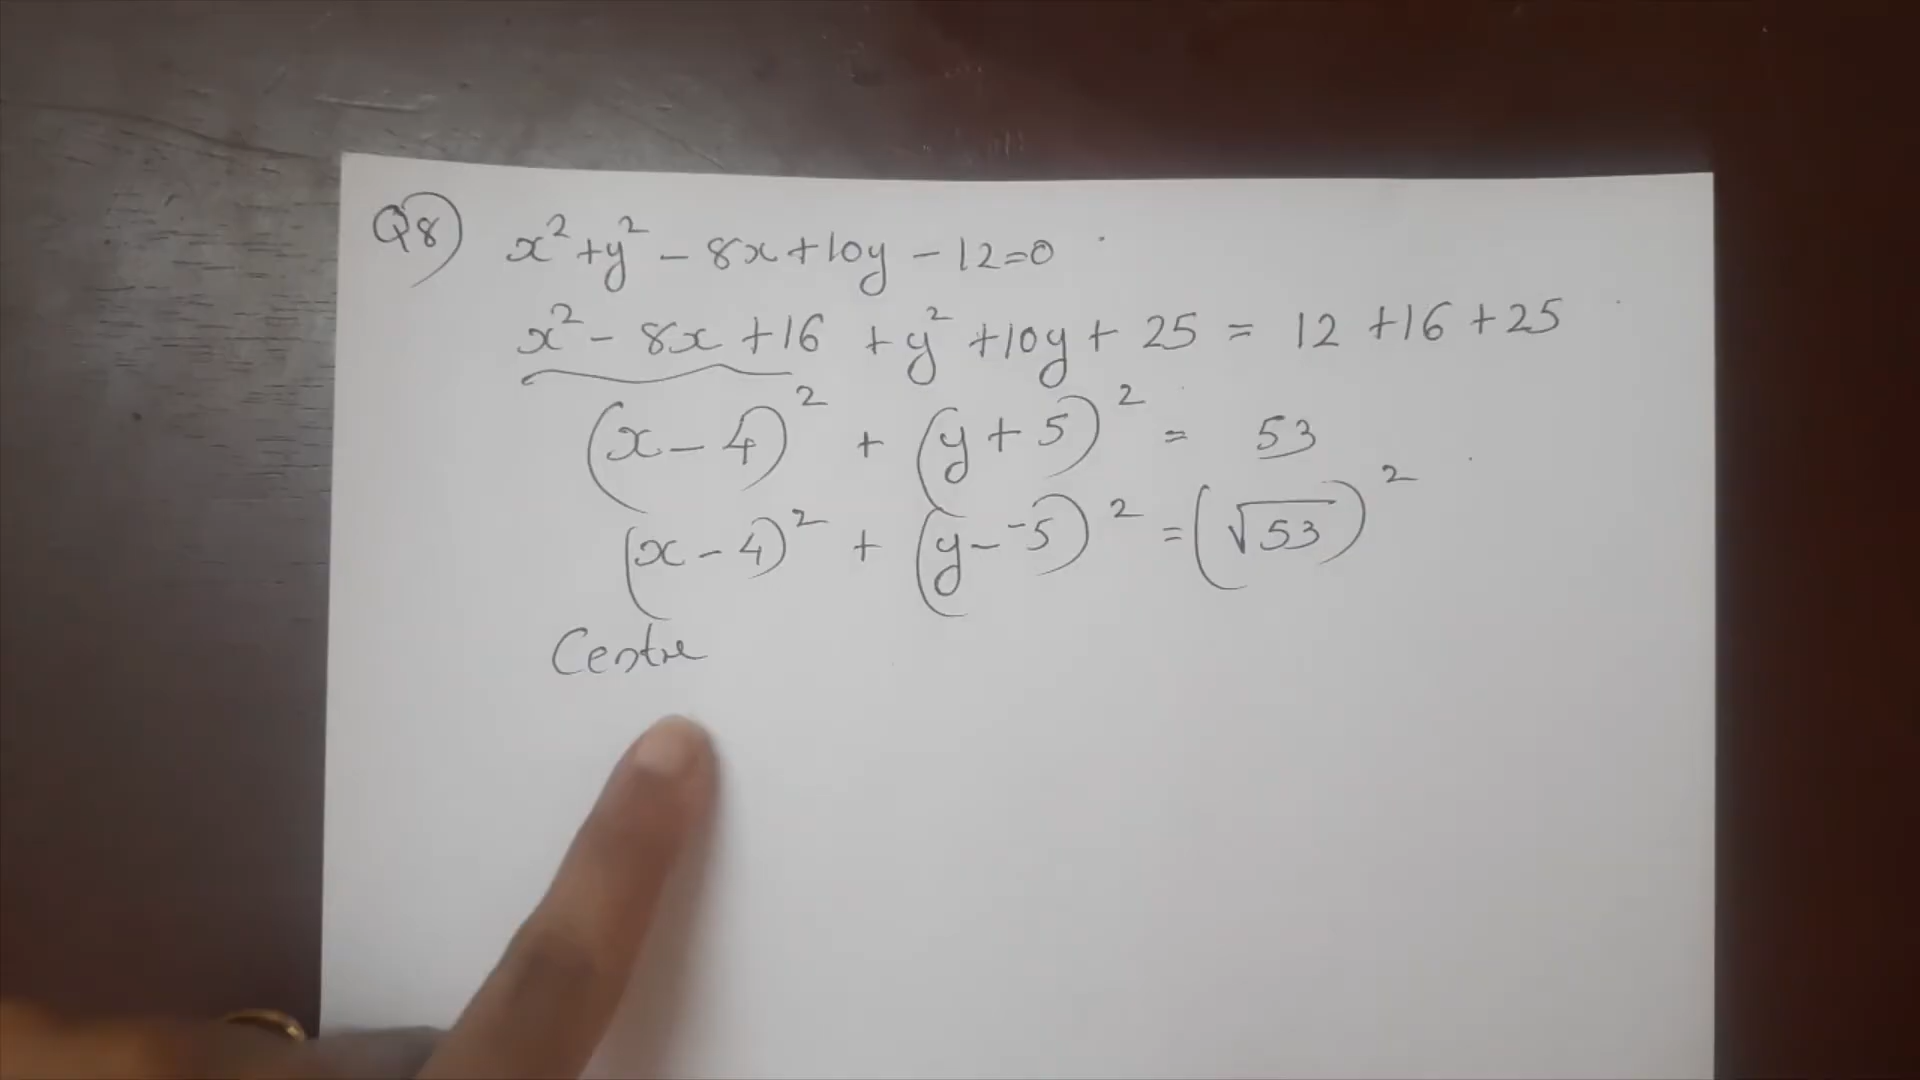 Q8) x² + y² - 8x + 10y - 12 = 0
x² - 8x + 16 + y² + 10y + 25 = 12 + 16 + 25
(x - 4)² + (y + 5)² = 53
(x - 4)² + (y - -5)² = (√53)²
Centre